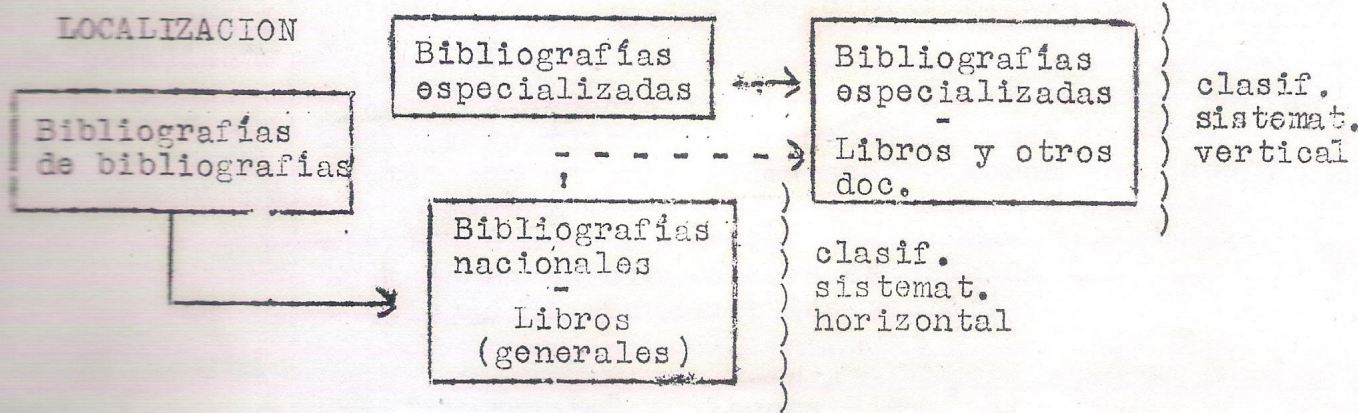 LOCALIZACION
Bibliografías
de bibliografías
Bibliografías
especializadas
Bibliografías
especializadas
-
Libros y otros
doc.
clasif.
sistemat.
vertical
Bibliografías
nacionales
-
Libros
(generales)
clasif.
sistemat.
horizontal